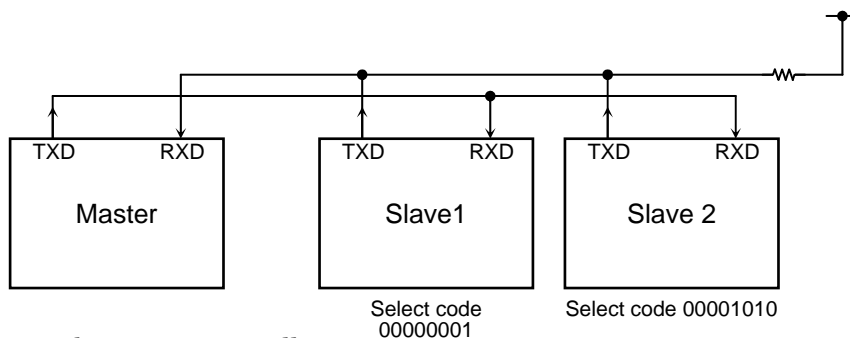 TXD RXD TXD RXD TXD RXD
Master Slave1 Slave 2
Select code
00000001
Select code 00001010